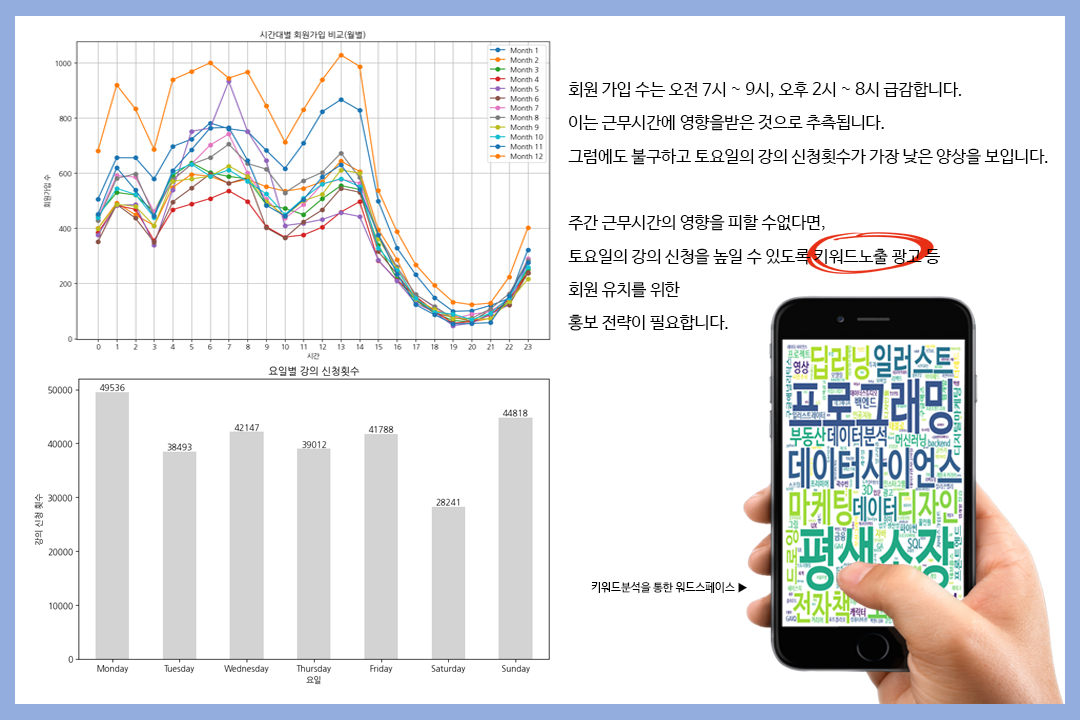 시간대별 회원가입 비교(월별)
회원가입 수
1000
800
600
400
200
0
Month 1
Month 2
Month 3
Month 4
Month 5
Month 6
Month 7
Month 8
Month 9
Month 10
Month 11
Month 12
0 1 2 3 4 5 6 7 8 9 10 11 12 13 14 15 16 17 18 19 20 21 22 23
시간
요일별 강의 신청횟수
강의 신청 횟수
50000
40000
30000
20000
10000
0
49536
38493
42147
39012
41788
28241
44818
Monday Tuesday Wednesday Thursday Friday Saturday Sunday
요일
회원 가입 수는 오전 7시 ~ 9시, 오후 2시 ~ 8시 급감합니다.
이는 근무시간에 영향을받은 것으로 추측됩니다.
그럼에도 불구하고 토요일의 강의 신청횟수가 가장 낮은 양상을 보입니다.
주간 근무시간의 영향을 피할 수없다면,
토요일의 강의 신청을 높일 수 있도록 키워드노출 광고 등
회원 유치를 위한
홍보 전략이 필요합니다.
키워드분석을 통한 워드스페이스 ▶
영상 딥러닝 일러스트
프로그래밍
백엔드
부동산 데이터분석 머신러닝 backend
데이터사이언스
3D
마케팅 데이터 디자인
드로잉
SQL
프론트엔드
디지털마케팅
평생소장
전자책
캐릭터